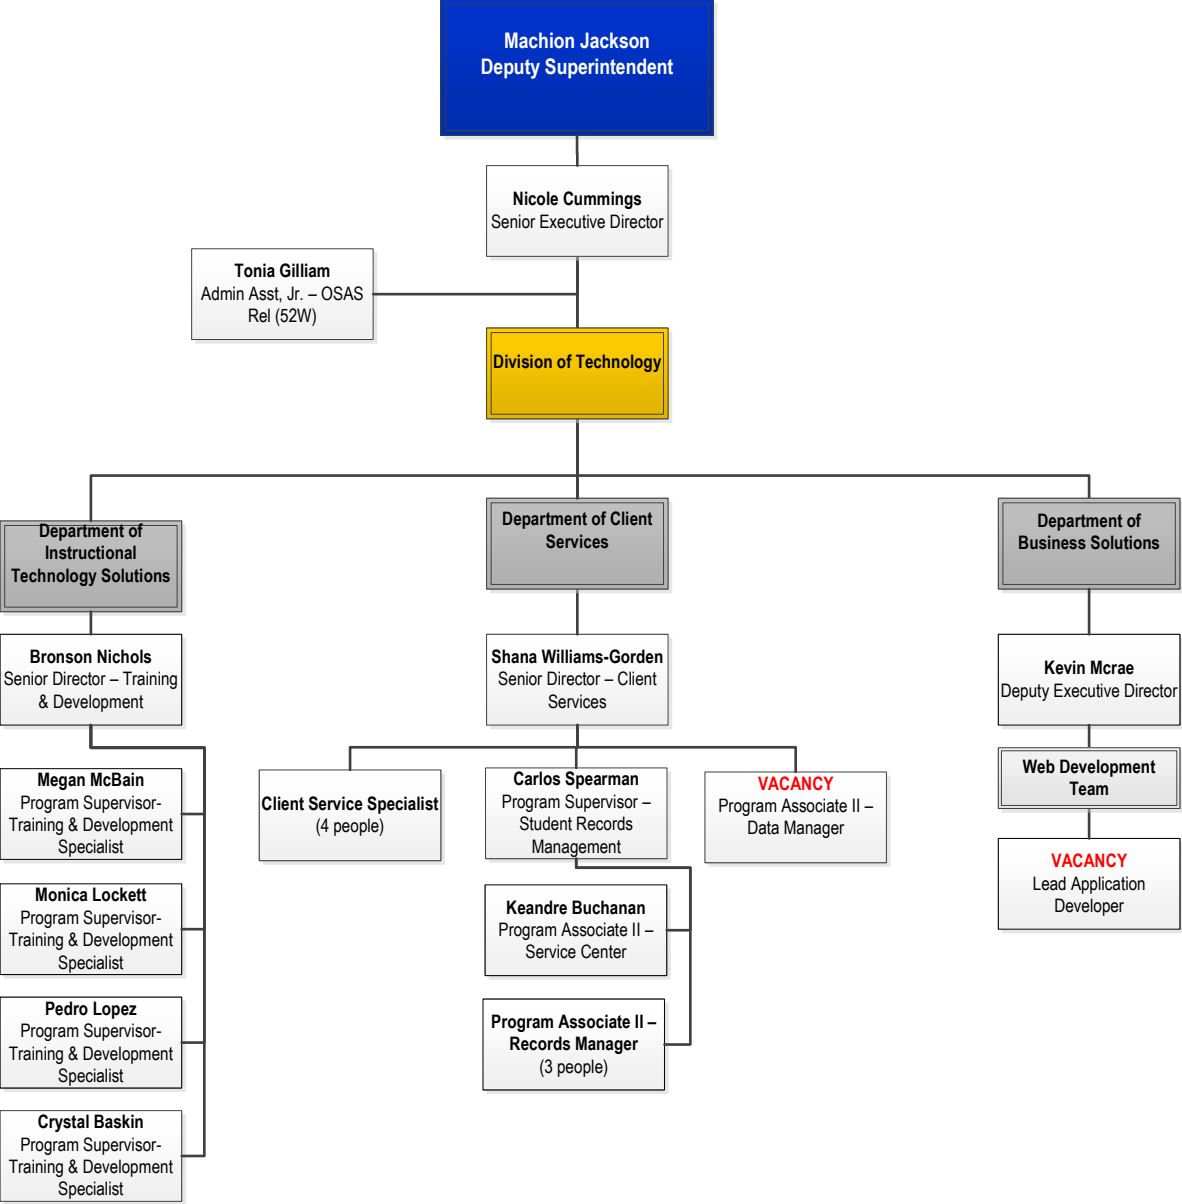 Machion Jackson
Deputy Superintendent
Nicole Cummings
Senior Executive Director
Tonia Gilliam
Admin Asst, Jr. – OSAS
Rel (52W)
Division of Technology
Department of
Instructional
Technology Solutions
Department of Client
Services
Department of
Business Solutions
Bronson Nichols
Senior Director – Training
& Development
Shana Williams-Gorden
Senior Director – Client
Services
Kevin Mcrae
Deputy Executive Director
Web Development
Team
Megan McBain
Program Supervisor-
Training & Development
Specialist
Client Service Specialist
(4 people)
Carlos Spearman
Program Supervisor –
Student Records
Management
VACANCY
Program Associate II –
Data Manager
VACANCY
Lead Application
Developer
Monica Lockett
Program Supervisor-
Training & Development
Specialist
Keandre Buchanan
Program Associate II –
Service Center
Pedro Lopez
Program Supervisor-
Training & Development
Specialist
Program Associate II –
Records Manager
(3 people)
Crystal Baskin
Program Supervisor-
Training & Development
Specialist